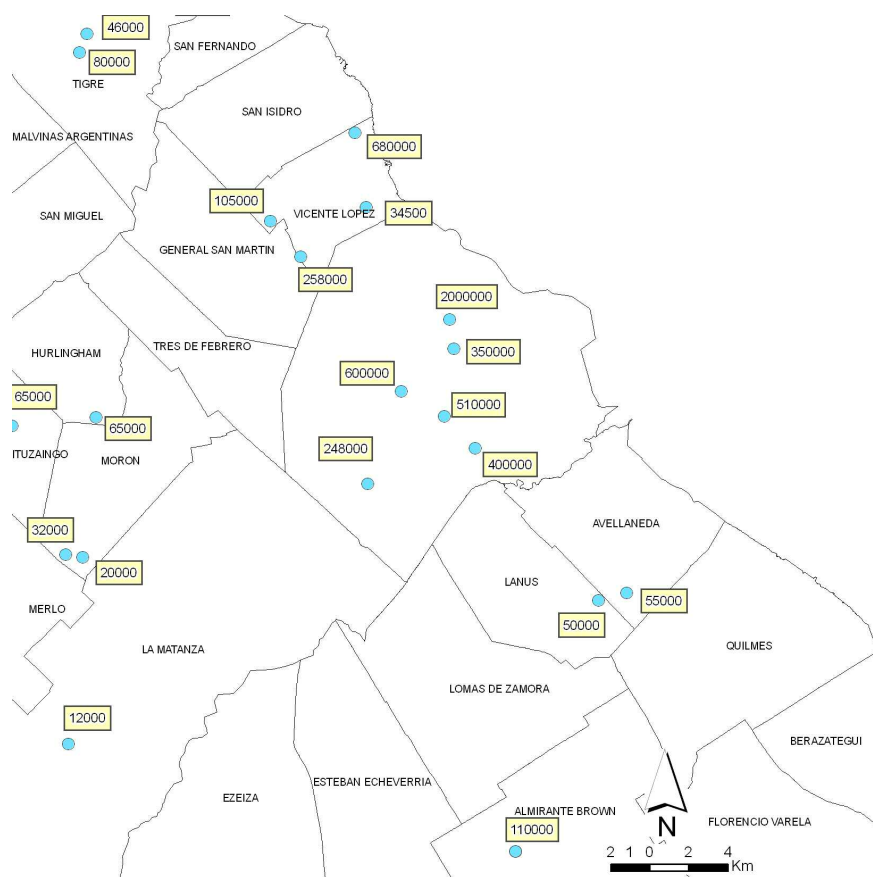 46000
SAN FERNANDO
80000
TIGRE
SAN ISIDRO
MALVINAS ARGENTINAS
680000
105000
SAN MIGUEL
VICENTE LOPEZ
34500
GENERAL SAN MARTIN
258000
2000000
TRES DE FEBRERO
350000
HURLINGHAM
600000
65000
510000
65000
248000
ITUZAINGO
MORON
400000
32000
AVELLANEDA
20000
LANUS
55000
MERLO
50000
LA MATANZA
QUILMES
LOMAS DE ZAMORA
12000
BERAZATEGUI
ESTEBAN ECHEVERRIA
EZEIZA
ALMIRANTE BROWN
FLORENCIO VARELA
110000
N
2 1 0 2 4
Km